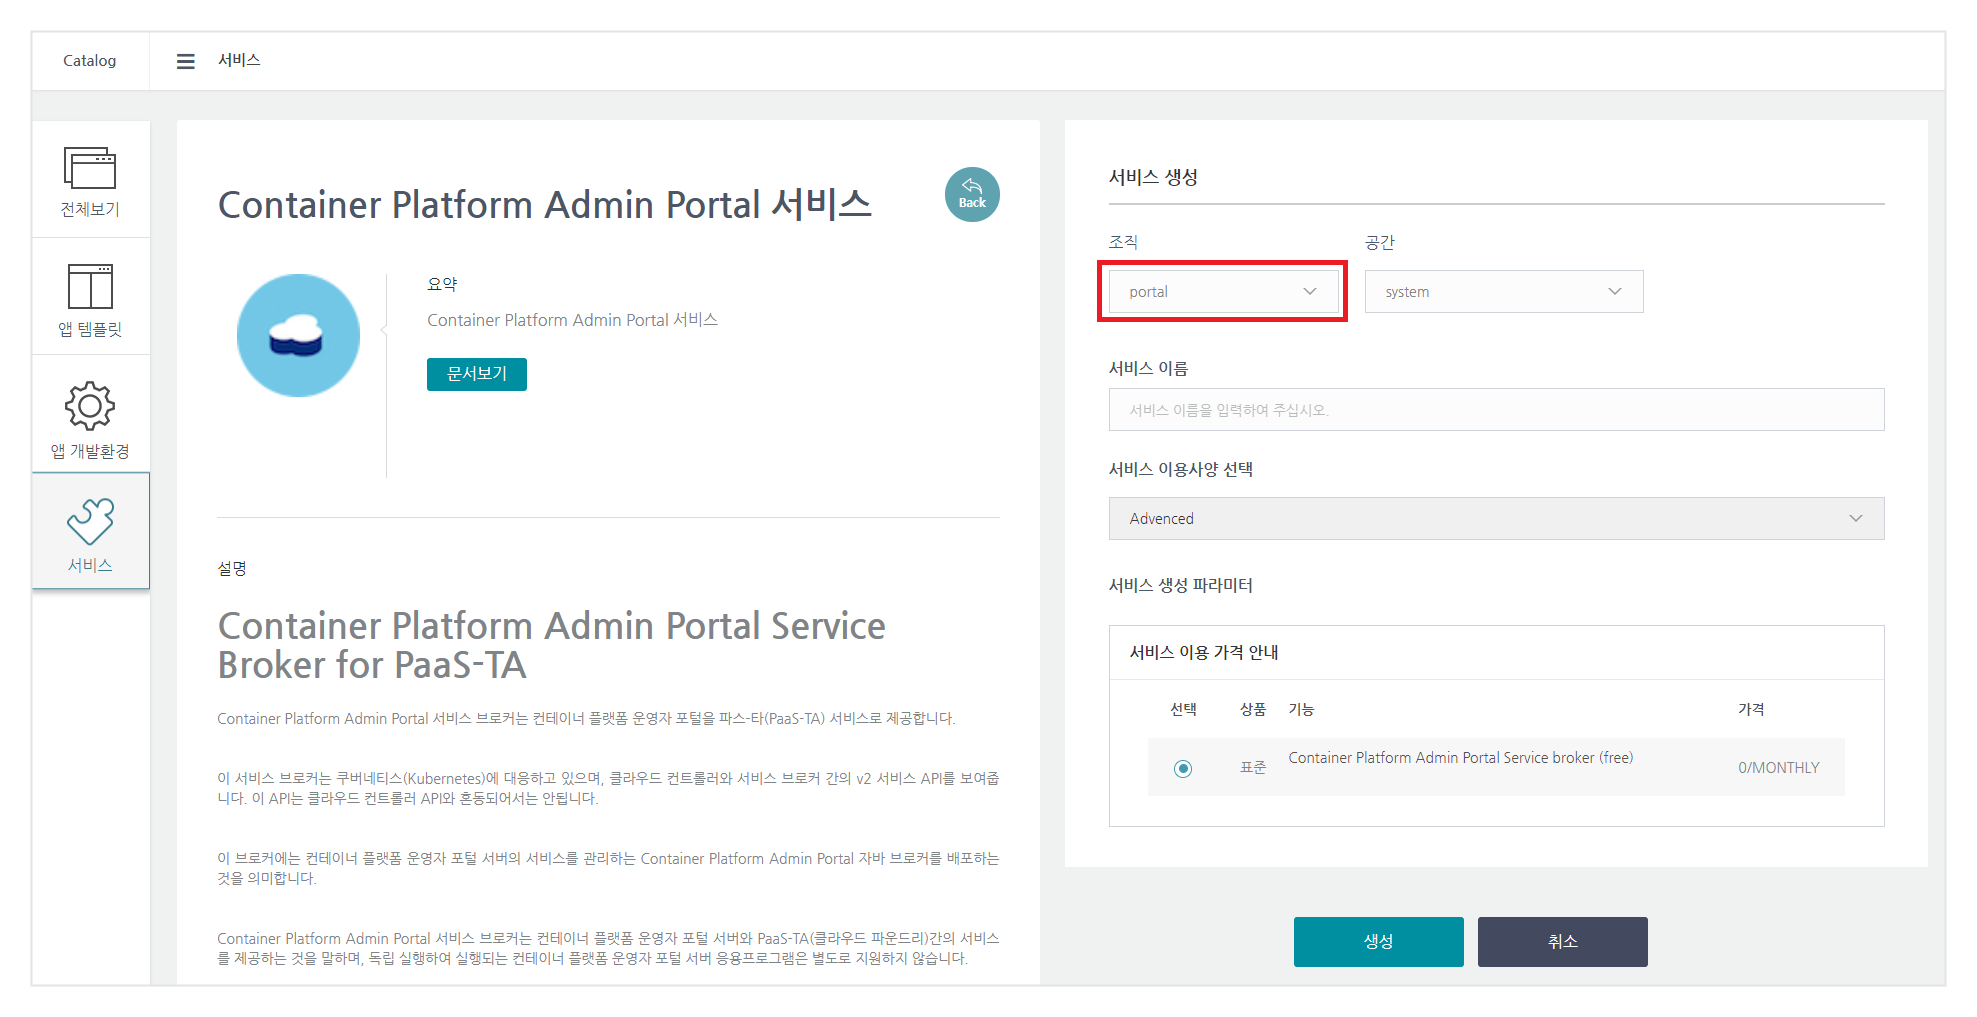 Catalog
서비스
전체보기
앱 템플릿
앱 개발환경
서비스
Container Platform Admin Portal 서비스
Back
요약
Container Platform Admin Portal 서비스
문서보기
설명
Container Platform Admin Portal Service
Broker for PaaS-TA
Container Platform Admin Portal 서비스 브로커는 컨테이너 플랫폼 운영자 포털을 파스-타(PaaS-TA) 서비스로 제공합니다.
이 서비스 브로커는 쿠버네티스(Kubernetes)에 대응하고 있으며, 클라우드 컨트롤러와 서비스 브로커 간의 v2 서비스 API를 보여줍
니다. 이 API는 클라우드 컨트롤러 API와 혼동되어서는 안됩니다.
이 브로커에는 컨테이너 플랫폼 운영자 포털 서버의 서비스를 관리하는 Container Platform Admin Portal 자바 브로커를 배포하는
것을 의미합니다.
Container Platform Admin Portal 서비스 브로커는 컨테이너 플랫폼 운영자 포털 서버와 PaaS-TA(클라우드 파운드리)간의 서비스
를 제공하는 것을 말하며, 독립 실행하여 실행되는 컨테이너 플랫폼 운영자 포털 서버 응용프로그램은 별도로 지원하지 않습니다.
서비스 생성
조직
공간
portal
system
서비스 이름
서비스 이름을 입력하여 주십시오.
서비스 이용사양 선택
Advenced
서비스 생성 파라미터
서비스 이용 가격 안내
선택 상품 기능 가격
표준 Container Platform Admin Portal Service broker (free) 0/MONTHLY
생성
취소